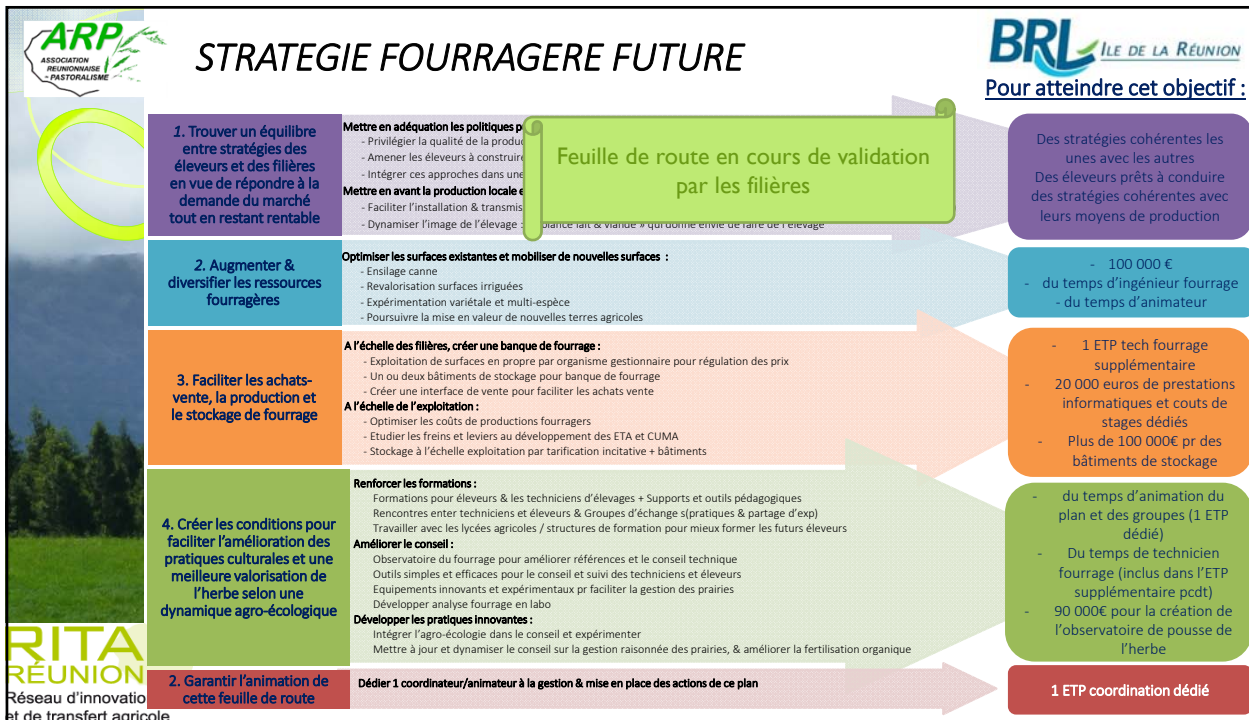 ARP
ASSOCIATION
REUNIONNAISE
- PASTORALISME
STRATEGIE FOURRAGERE FUTURE
BRL ILE DE LA RÉUNION
Pour atteindre cet objectif :
1. Trouver un équilibre
entre stratégies des
éleveurs et des filières
en vue de répondre à la
demande du marché
tout en restant rentable
Mettre en adéquation les politiques
- Privilégier la qualité de la
- Amener les éleveurs à construire
- Intégrer ces approches dans une
Mettre en avant la production locale
- Faciliter l'installation &
- Dynamiser l'image de l'élevage : lait & viande » qui donne envie de faire de l'élevage
Feuille de route en cours de validation
par les filières
Des stratégies cohérentes les
unes avec les autres
Des éleveurs prêts à conduire
des stratégies cohérentes avec
leurs moyens de production
2. Augmenter &
diversifier les ressources
fourragères
Optimiser les surfaces existantes et mobiliser de nouvelles surfaces :
- Ensilage canne
- Revalorisation surfaces irriguées
- Expérimentation variétale et multi-espèce
- Poursuivre la mise en valeur de nouvelles terres agricoles
- 100 000 €
- du temps d'ingénieur fourrage
- du temps d'animateur
3. Faciliter les achats-
vente, la production et
le stockage de fourrage
A l'échelle des filières, créer une banque de fourrage :
- Exploitation de surfaces en propre par organisme gestionnaire pour régulation des prix
- Un ou deux bâtiments de stockage pour banque de fourrage
- Créer une interface de vente pour faciliter les achats vente
A l'échelle de l'exploitation :
- Optimiser les coûts de productions fourragers
- Etudier les freins et leviers au développement des ETA et CUMA
- Stockage à l'échelle exploitation par tarification incitative + bâtiments
- 1 ETP tech fourrage
supplémentaire
- 20 000 euros de prestations
informatiques et couts de
stages dédiés
- Plus de 100 000€ pr des
bâtiments de stockage
4. Créer les conditions pour
faciliter l'amélioration des
pratiques culturales et une
meilleure valorisation de
l'herbe selon une
dynamique agro-écologique
Renforcer les formations :
Formations pour éleveurs & les techniciens d'élevages + Supports et outils pédagogiques
Rencontres enter techniciens et éleveurs & Groupes d'échange s(pratiques & partage d'exp)
Travailler avec les lycées agricoles / structures de formation pour mieux former les futurs éleveurs
Améliorer le conseil :
Observatoire du fourrage pour améliorer références et le conseil technique
Outils simples et efficaces pour le conseil et suivi des techniciens et éleveurs
Equipements innovants et expérimentaux pr faciliter la gestion des prairies
Développer analyse fourrage en labo
Développer les pratiques innovantes :
Intégrer l'agro-écologie dans le conseil et expérimenter
Mettre à jour et dynamiser le conseil sur la gestion raisonnée des prairies, & améliorer la fertilisation organique
- du temps d'animation du
plan et des groupes (1 ETP
dédié)
- Du temps de technicien
fourrage (inclus dans l'ETP
supplémentaire pcdt)
- 90 000€ pour la création de
l'observatoire de pousse de
l'herbe
2. Garantir l'animation de
cette feuille de route
Dédier 1 coordinateur/animateur à la gestion & mise en place des actions de ce plan
1 ETP coordination dédié
RITA
RÉUNION
Réseau d'innovatio
et de transfert agricole